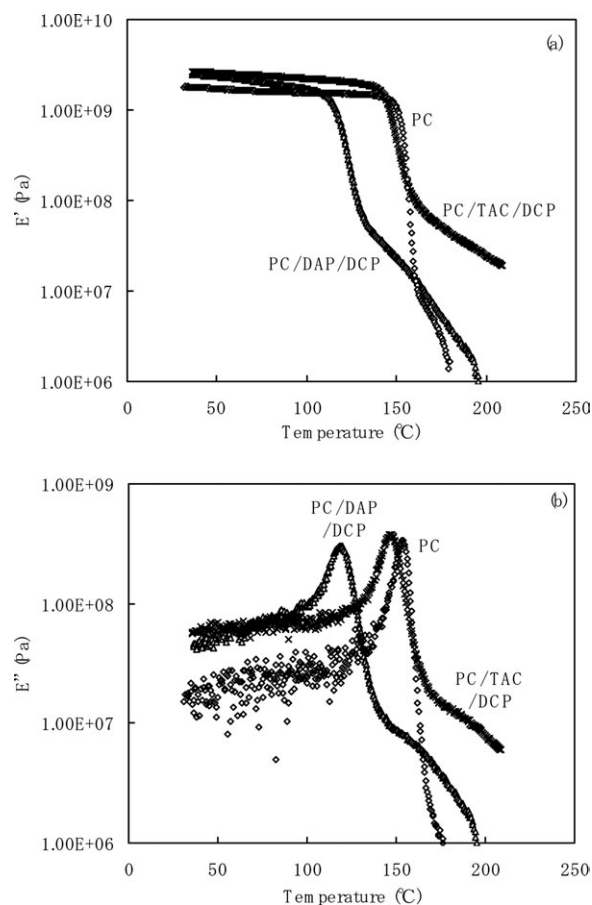 1.00E+10
(a)
1.00E+09
PC
1.00E+08
PC/TAC/DCP
PC/DAP/DCP
1.00E+07
1.00E+06
E' (Pa)
0 50 100 150 200 250
Temperature (℃)
1.00E+09
(b)
PC/DAP
/DCP
PC
1.00E+08
PC/TAC
/DCP
1.00E+07
1.00E+06
E" (Pa)
0 50 100 150 200 250
Temperature (℃)